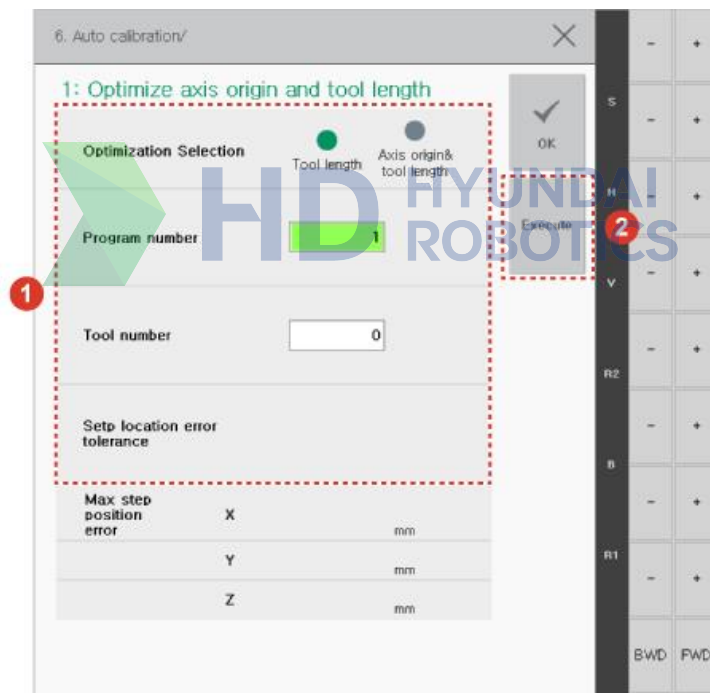 6. Auto calibration/
1: Optimize axis origin and tool length
OK
Optimization Selection
Tool length
Axis origin&
tool length
HD HYUNDAI
ROBOTICS
Execute
2
Program number
1
1
Tool number
0
Setp location error
tolerance
Max step
position
error
X
mm
Y
mm
Z
mm
S
H
V
R2
B
R1
- +
- +
- +
- +
- +
- +
- +
- +
BWD FWD